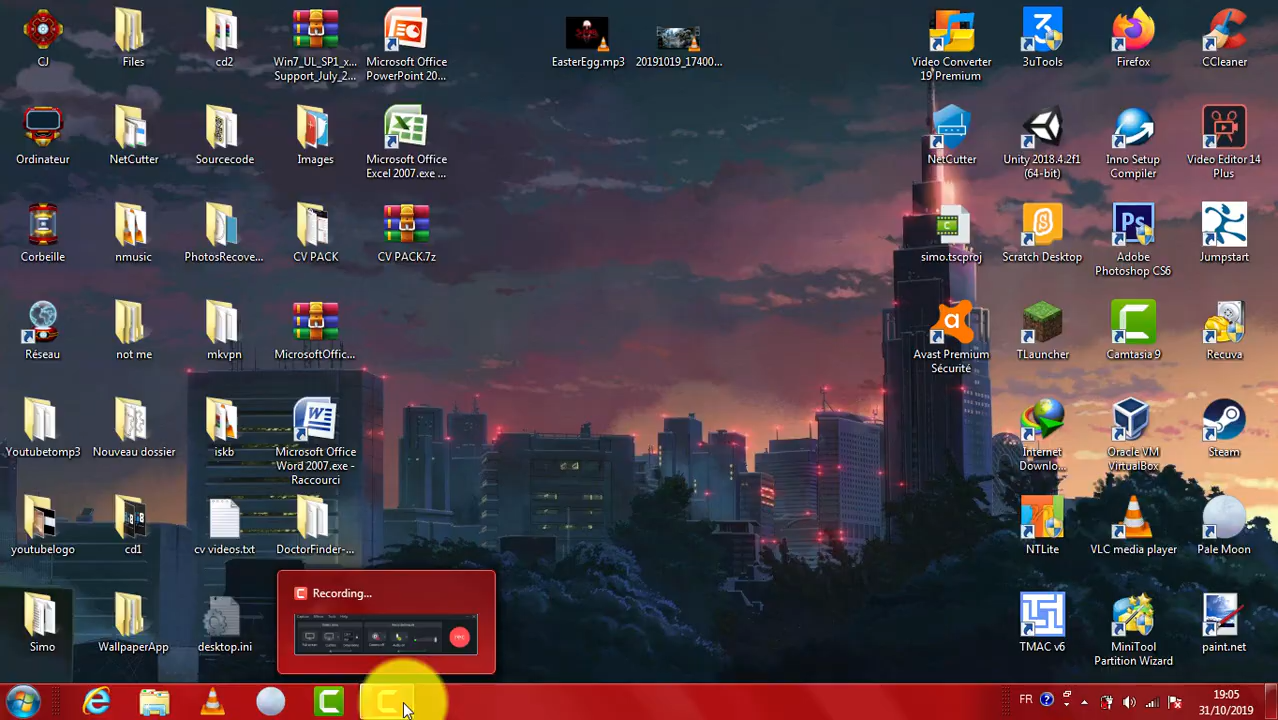 CJ
Files
cd2
Win7_UL_SP1_x...
Support_July_2...
Microsoft Office
PowerPoint 20...
EasterEgg.mp3
20191019_17400...
Video Converter
19 Premium
3uTools
Firefox
CCleaner
Ordinateur
NetCutter
Sourcecode
Images
Microsoft Office
Excel 2007.exe ...
NetCutter
Unity 2018.4.2f1
(64-bit)
Inno Setup
Compiler
Video Editor 14
Plus
Corbeille
nmusic
PhotosRecove...
CV PACK
CV PACK.7z
simo.tscproj
Scratch Desktop
Adobe
Photoshop CS6
Jumpstart
Réseau
not me
mkvpn
MicrosoftOffic...
Avast Premium
Sécurité
TLauncher
Camtasia 9
Recuva
Youtubetomp3
Nouveau dossier
iskb
Microsoft Office
Word 2007.exe -
Raccourci
Internet
Downlo...
Oracle VM
VirtualBox
Steam
youtubelogo
cd1
cv videos.txt
DoctorFinder-...
NTLite
VLC media player
Pale Moon
Recording...
rec
Simo
WallpaperApp
desktop.ini
TMAC v6
MiniTool
Partition Wizard
paint.net
FR
19:05
31/10/2019